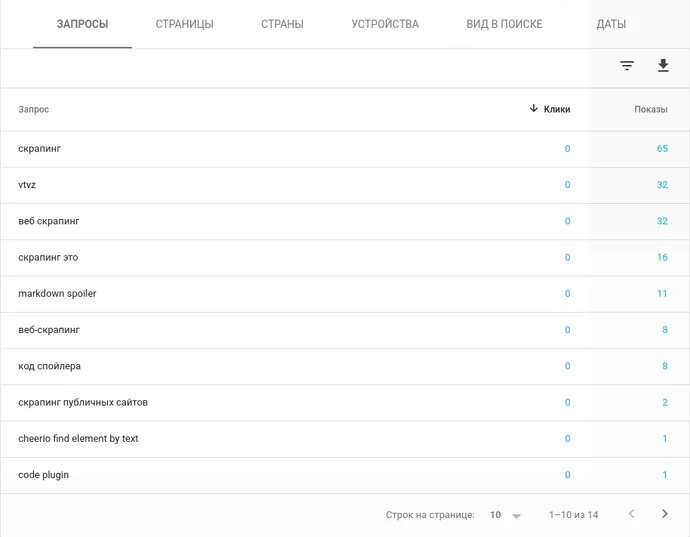 ЗАПРОСЫ СТРАНИЦЫ СТРАНЫ УСТРОЙСТВА ВИД В ПОИСКЕ ДАТЫ
Запрос Клики Показы
скрапинг 0 65
vtvz 0 32
веб скрапинг 0 32
скрапинг это 0 16
markdown spoiler 0 11
веб-скрапинг 0 8
код спойлера 0 8
скрапинг публичных сайтов 0 2
cheerio find element by text 0 1
code plugin 0 1
Строк на странице: 10 1–10 из 14